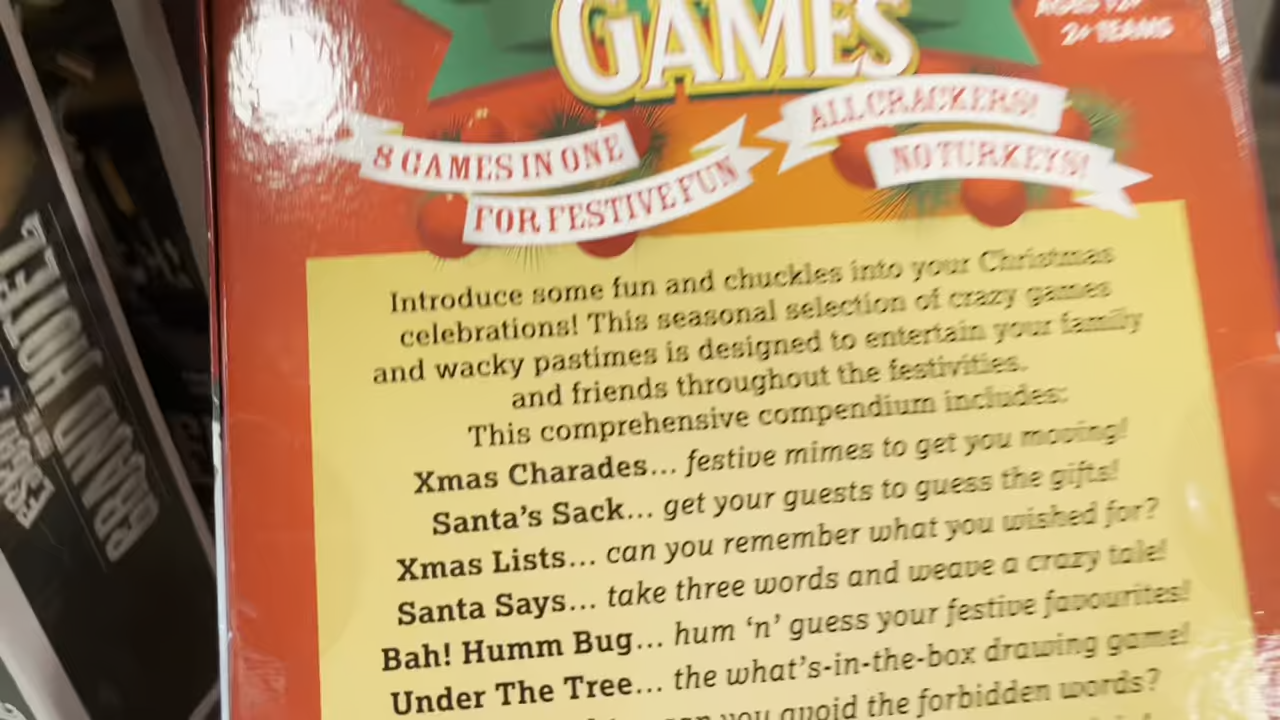 GAMES
AGED 12+
2+ TEAMS
8 GAMES IN ONE
FOR FESTIVE FUN
ALL CRACKERS!
NO TURKEYS!
Introduce some fun and chuckles into your Christmas
celebrations! This seasonal selection of crazy games
and wacky pastimes is designed to entertain your family
and friends throughout the festivities.
This comprehensive compendium includes:
Xmas Charades... festive mimes to get you moving!
Santa's Sack... get your guests to guess the gifts!
Xmas Lists... can you remember what you wished for?
Santa Says... take three words and weave a crazy tale!
Bah! Humm Bug... hum 'n' guess your festive favourites!
Under The Tree... the what's-in-the-box drawing game!
you avoid the forbidden words?
GRAND HOTEL